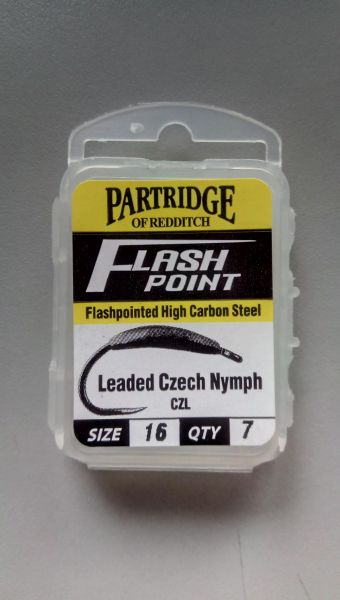 PARTRIDGE
OF REDDITCH
FLASH
POINT
Flashpointed High Carbon Steel
Leaded Czech Nymph
CZL
SIZE 16 QTY 7